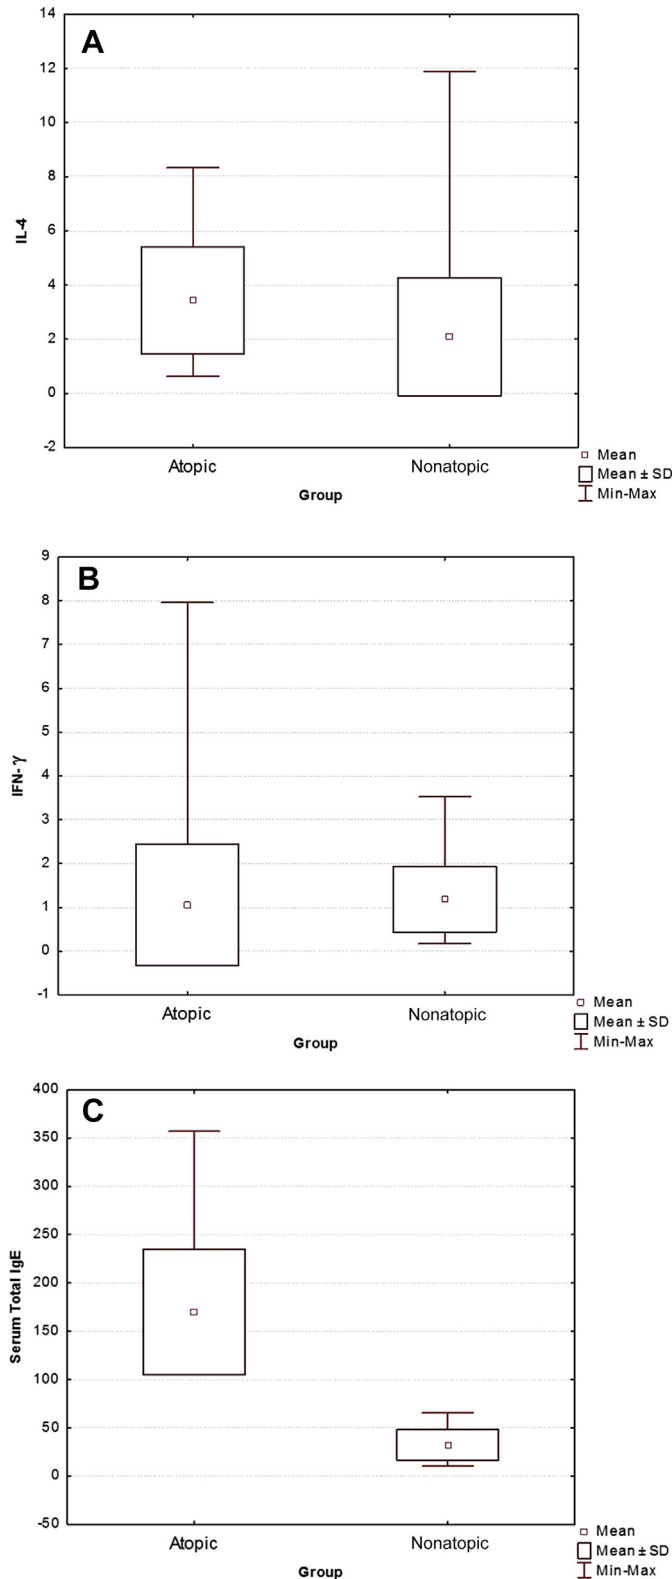 A
14
12
10
8
6
4
2
0
-2
IL-4
Atopic Nonatopic
Group
Mean
Mean ± SD
Min-Max
B
9
8
7
6
5
4
3
2
1
0
-1
IFN-γ
Atopic Nonatopic
Group
Mean
Mean ± SD
Min-Max
C
400
350
300
250
200
150
100
50
0
-50
Serum Total IgE
Atopic Nonatopic
Group
Mean
Mean ± SD
Min-Max